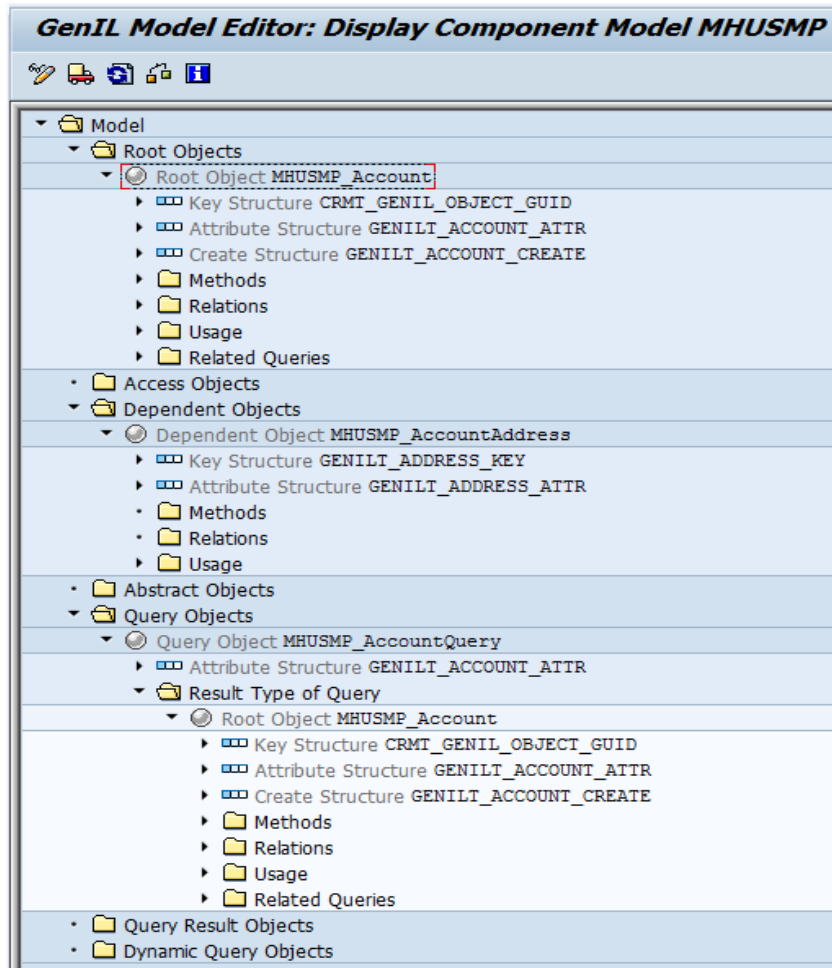 GenIL Model Editor: Display Component Model MHUSMP
Model
Root Objects
Root Object MHUSMP_Account
Key Structure CRMT_GENIL_OBJECT_GUID
Attribute Structure GENILT_ACCOUNT_ATTR
Create Structure GENILT_ACCOUNT_CREATE
Methods
Relations
Usage
Related Queries
Access Objects
Dependent Objects
Dependent Object MHUSMP_AccountAddress
Key Structure GENILT_ADDRESS_KEY
Attribute Structure GENILT_ADDRESS_ATTR
Methods
Relations
Usage
Abstract Objects
Query Objects
Query Object MHUSMP_AccountQuery
Attribute Structure GENILT_ACCOUNT_ATTR
Result Type of Query
Root Object MHUSMP_Account
Key Structure CRMT_GENIL_OBJECT_GUID
Attribute Structure GENILT_ACCOUNT_ATTR
Create Structure GENILT_ACCOUNT_CREATE
Methods
Relations
Usage
Related Queries
Query Result Objects
Dynamic Query Objects